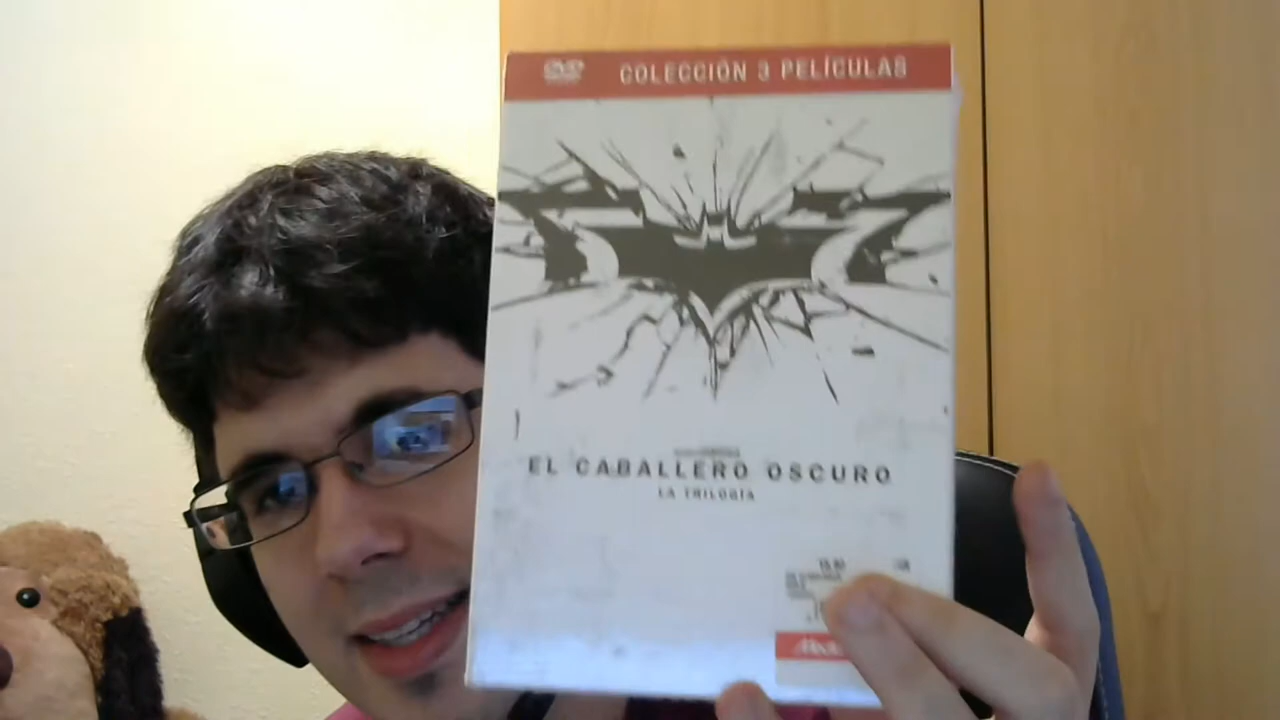 DVD COLECCIÓN 3 PELÍCULAS
EL CABALLERO OSCURO
LA TRILOGÍA